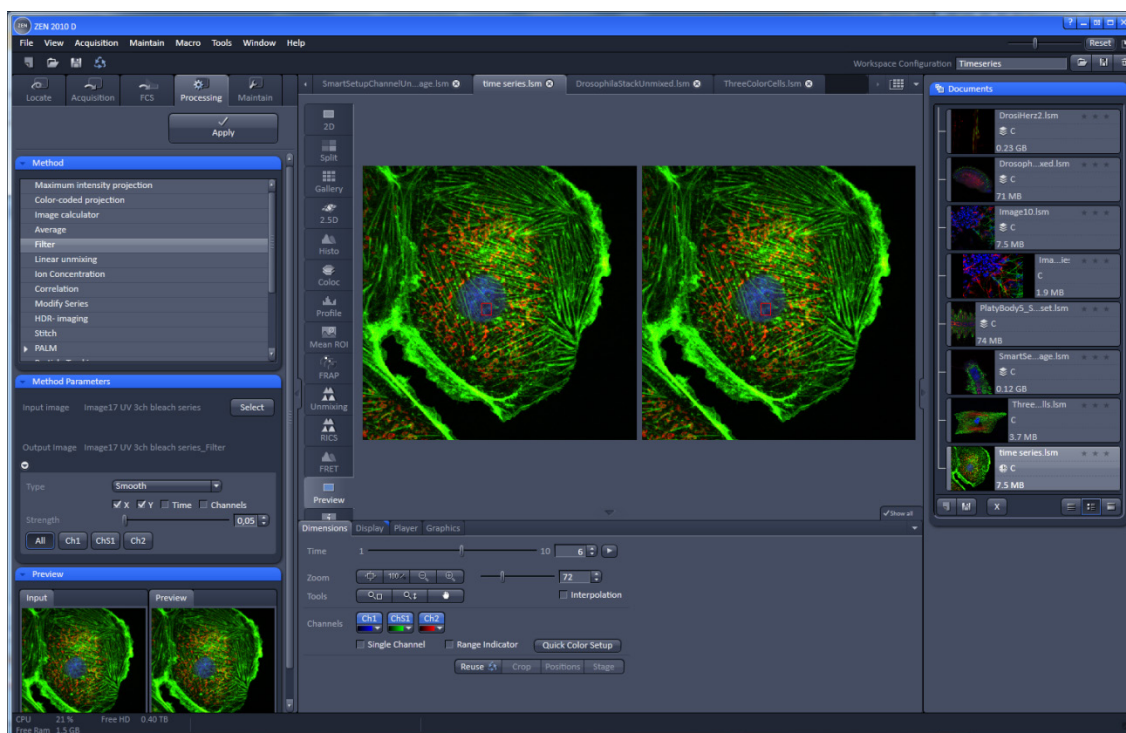 ZEN 2010 D
File View Acquisition Maintain Macro Tools Window Help
Reset
Workspace Configuration Timeseries
Locate Acquisition FCS Processing Maintain
Apply
Method
Maximum intensity projection
Color-coded projection
Image calculator
Average
Filter
Linear unmixing
Ion Concentration
Correlation
Modify Series
HDR- imaging
Stitch
PALM
Method Parameters
Input image Image17 UV 3ch bleach series Select
Output Image Image17 UV 3ch bleach series_Filter
Type Smooth
X Y Time Channels
Strength 0,05
All Ch1 ChS1 Ch2
Preview
Input Preview
CPU 21 % Free HD 0.40 TB
Free Ram 1.5 GB
SmartSetupChannelUn...age.lsm time series.lsm DrosophilaStackUnmixed.lsm ThreeColorCells.lsm
2D
Split
Gallery
2.5D
Histo
Coloc
Profile
Mean ROI
FRAP
Unmixing
RICS
FRET
Preview
Show all
Dimensions Display Player Graphics
Time 1 10 6
Zoom 100% 72
Tools Interpolation
Channels Ch1 ChS1 Ch2
Single Channel Range Indicator Quick Color Setup
Reuse Crop Positions Stage
Documents
DrosiHerz2.lsm
C
0.23 GB
Drosoph...xed.lsm
C
71 MB
Image10.lsm
C
7.5 MB
Ima...ie:
C
1.9 MB
PlatyBody5_S...set.lsm
C
74 MB
SmartSe...age.lsm
C
0.12 GB
Three...lls.lsm
C
3.7 MB
time series.lsm
C
7.5 MB
X